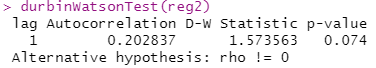 > durbinWatsonTest(reg2)
lag Autocorrelation D-W Statistic p-value
1 0.202837 1.573563 0.074
Alternative hypothesis: rho != 0